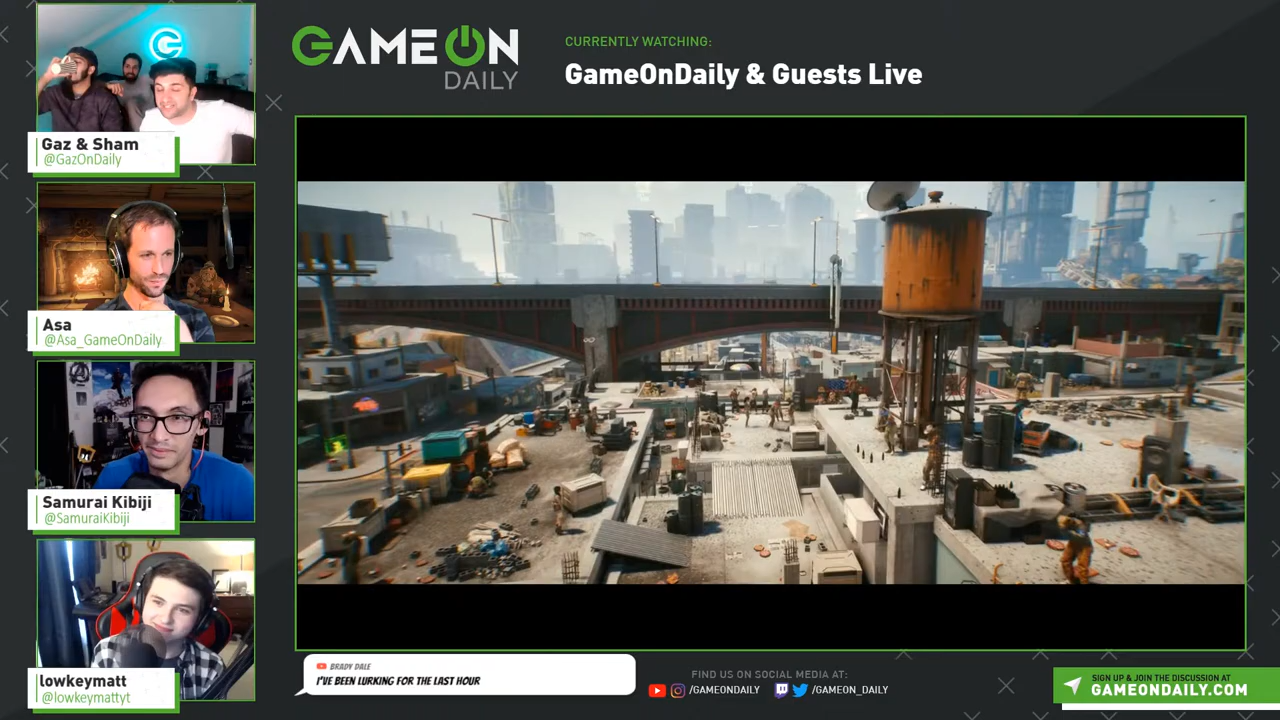 GAMEON
DAILY
CURRENTLY WATCHING:
GameOnDaily & Guests Live
Gaz & Sham
@GazOnDaily
Asa
@Asa_GameOnDaily
Samurai Kibiji
@SamuraiKibiji
lowkeymatt
@lowkeymattyt
BRADY DALE
I'VE BEEN LURKING FOR THE LAST HOUR
FIND US ON SOCIAL MEDIA AT:
/GAMEONDAILY /GAMEON_DAILY
SIGN UP & JOIN THE DISCUSSION AT
GAMEONDAILY.COM